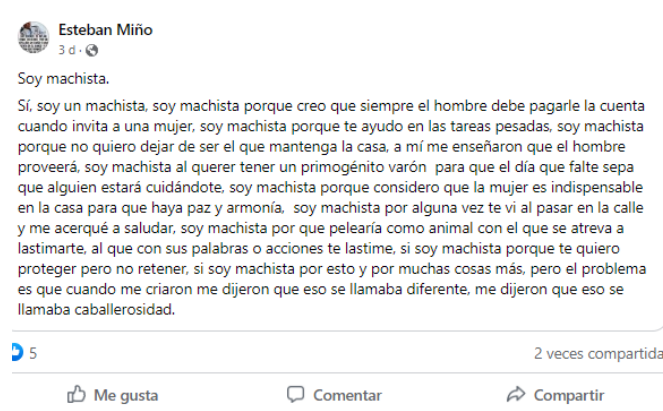 Esteban Miño
3 d ·
Soy machista.
Sí, soy un machista, soy machista porque creo que siempre el hombre debe pagarle la cuenta
cuando invita a una mujer, soy machista porque te ayudo en las tareas pesadas, soy machista
porque no quiero dejar de ser el que mantenga la casa, a mí me enseñaron que el hombre
proveerá, soy machista al querer tener un primogénito varón para que el día que falte sepa
que alguien estará cuidándote, soy machista porque considero que la mujer es indispensable
en la casa para que haya paz y armonía, soy machista por alguna vez te vi al pasar en la calle
y me acerqué a saludar, soy machista por que pelearía como animal con el que se atreva a
lastimarte, al que con sus palabras o acciones te lastime, si soy machista porque te quiero
proteger pero no retener, si soy machista por esto y por muchas cosas más, pero el problema
es que cuando me criaron me dijeron que eso se llamaba diferente, me dijeron que eso se
llamaba caballerosidad.
5 2 veces compartida
Me gusta Comentar Compartir